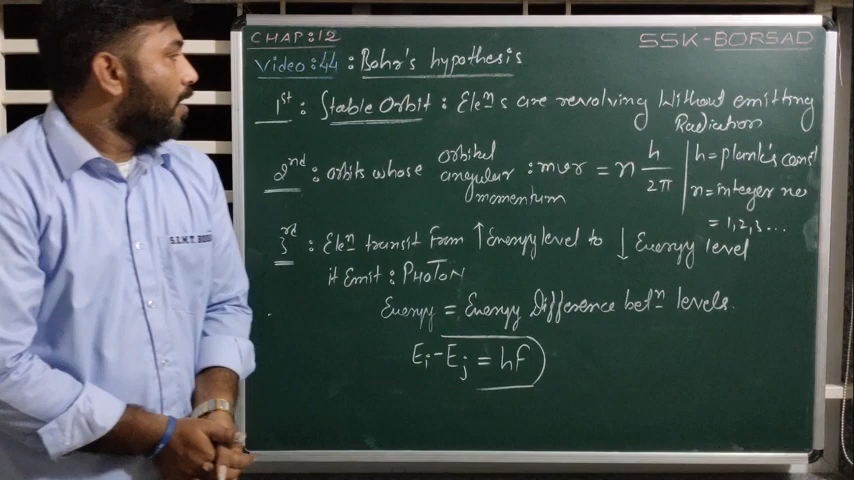 CHAP:12
SSK-BORSAD
Video:44 : Bohr's hypothesis
1st : Stable Orbit : Elens are revolving Without emitting
Radiation
2nd : orbits whose orbital angular momentum : mvr = n h/2π
h = plank's const
n = integer no
= 1,2,3...
3rd : Elen transit From ↑ Energy level to ↓ Energy level
it Emit : PHOTON
Energy = Energy Difference betn levels.
Ei - Ej = hf